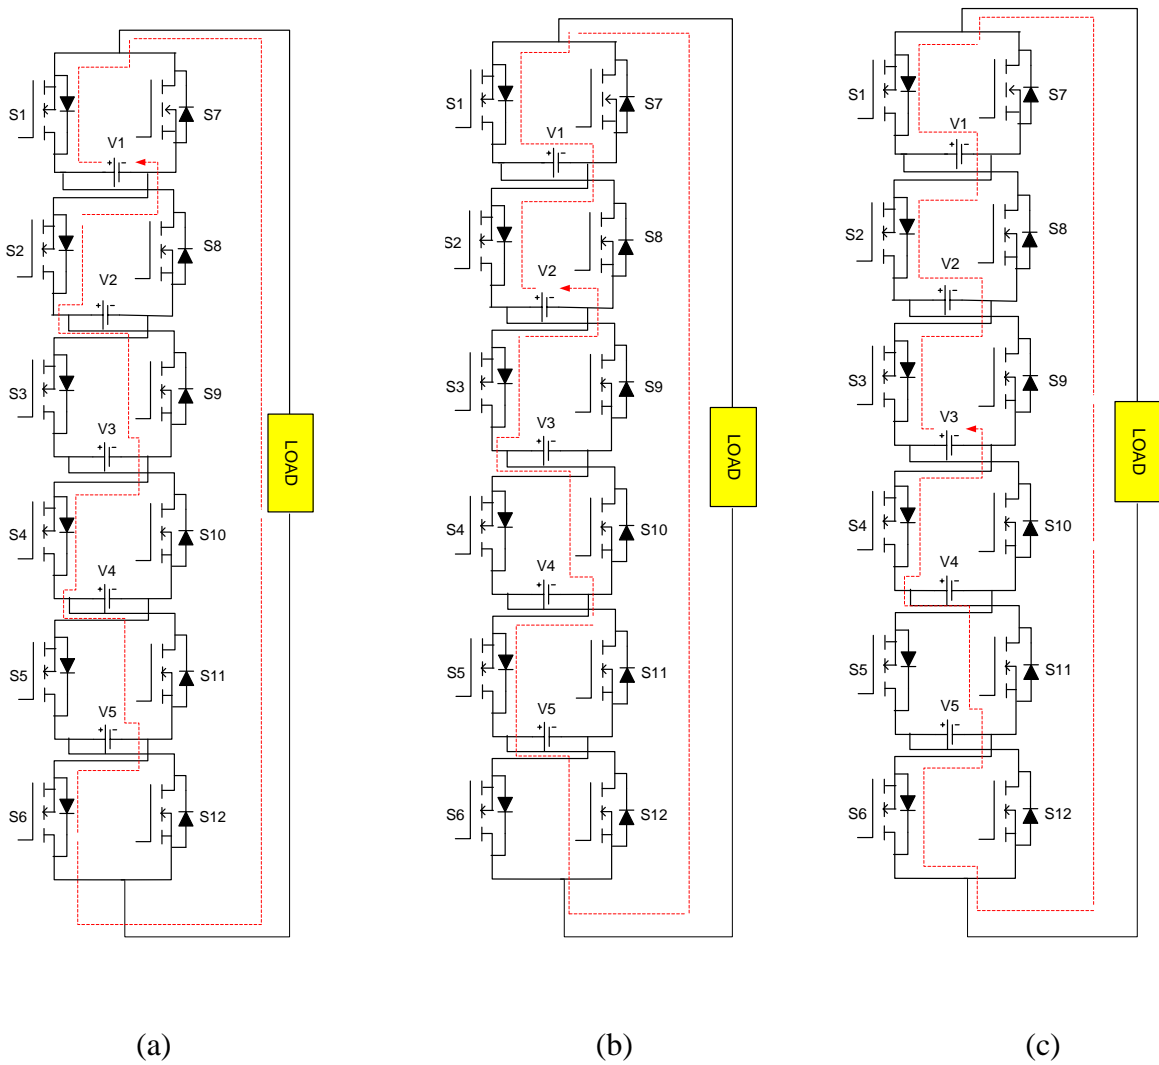 S1
S7
V1
+
-
S2
S8
V2
+
-
S3
S9
V3
+
-
S4
S10
V4
+
-
S5
S11
V5
+
-
S6
S12
LOAD
(a)
S1
S7
V1
+
-
S2
S8
V2
+
-
S3
S9
V3
+
-
S4
S10
V4
+
-
S5
S11
V5
+
-
S6
S12
LOAD
(b)
S1
S7
V1
+
-
S2
S8
V2
+
-
S3
S9
V3
+
-
S4
S10
V4
+
-
S5
S11
V5
+
-
S6
S12
LOAD
(c)